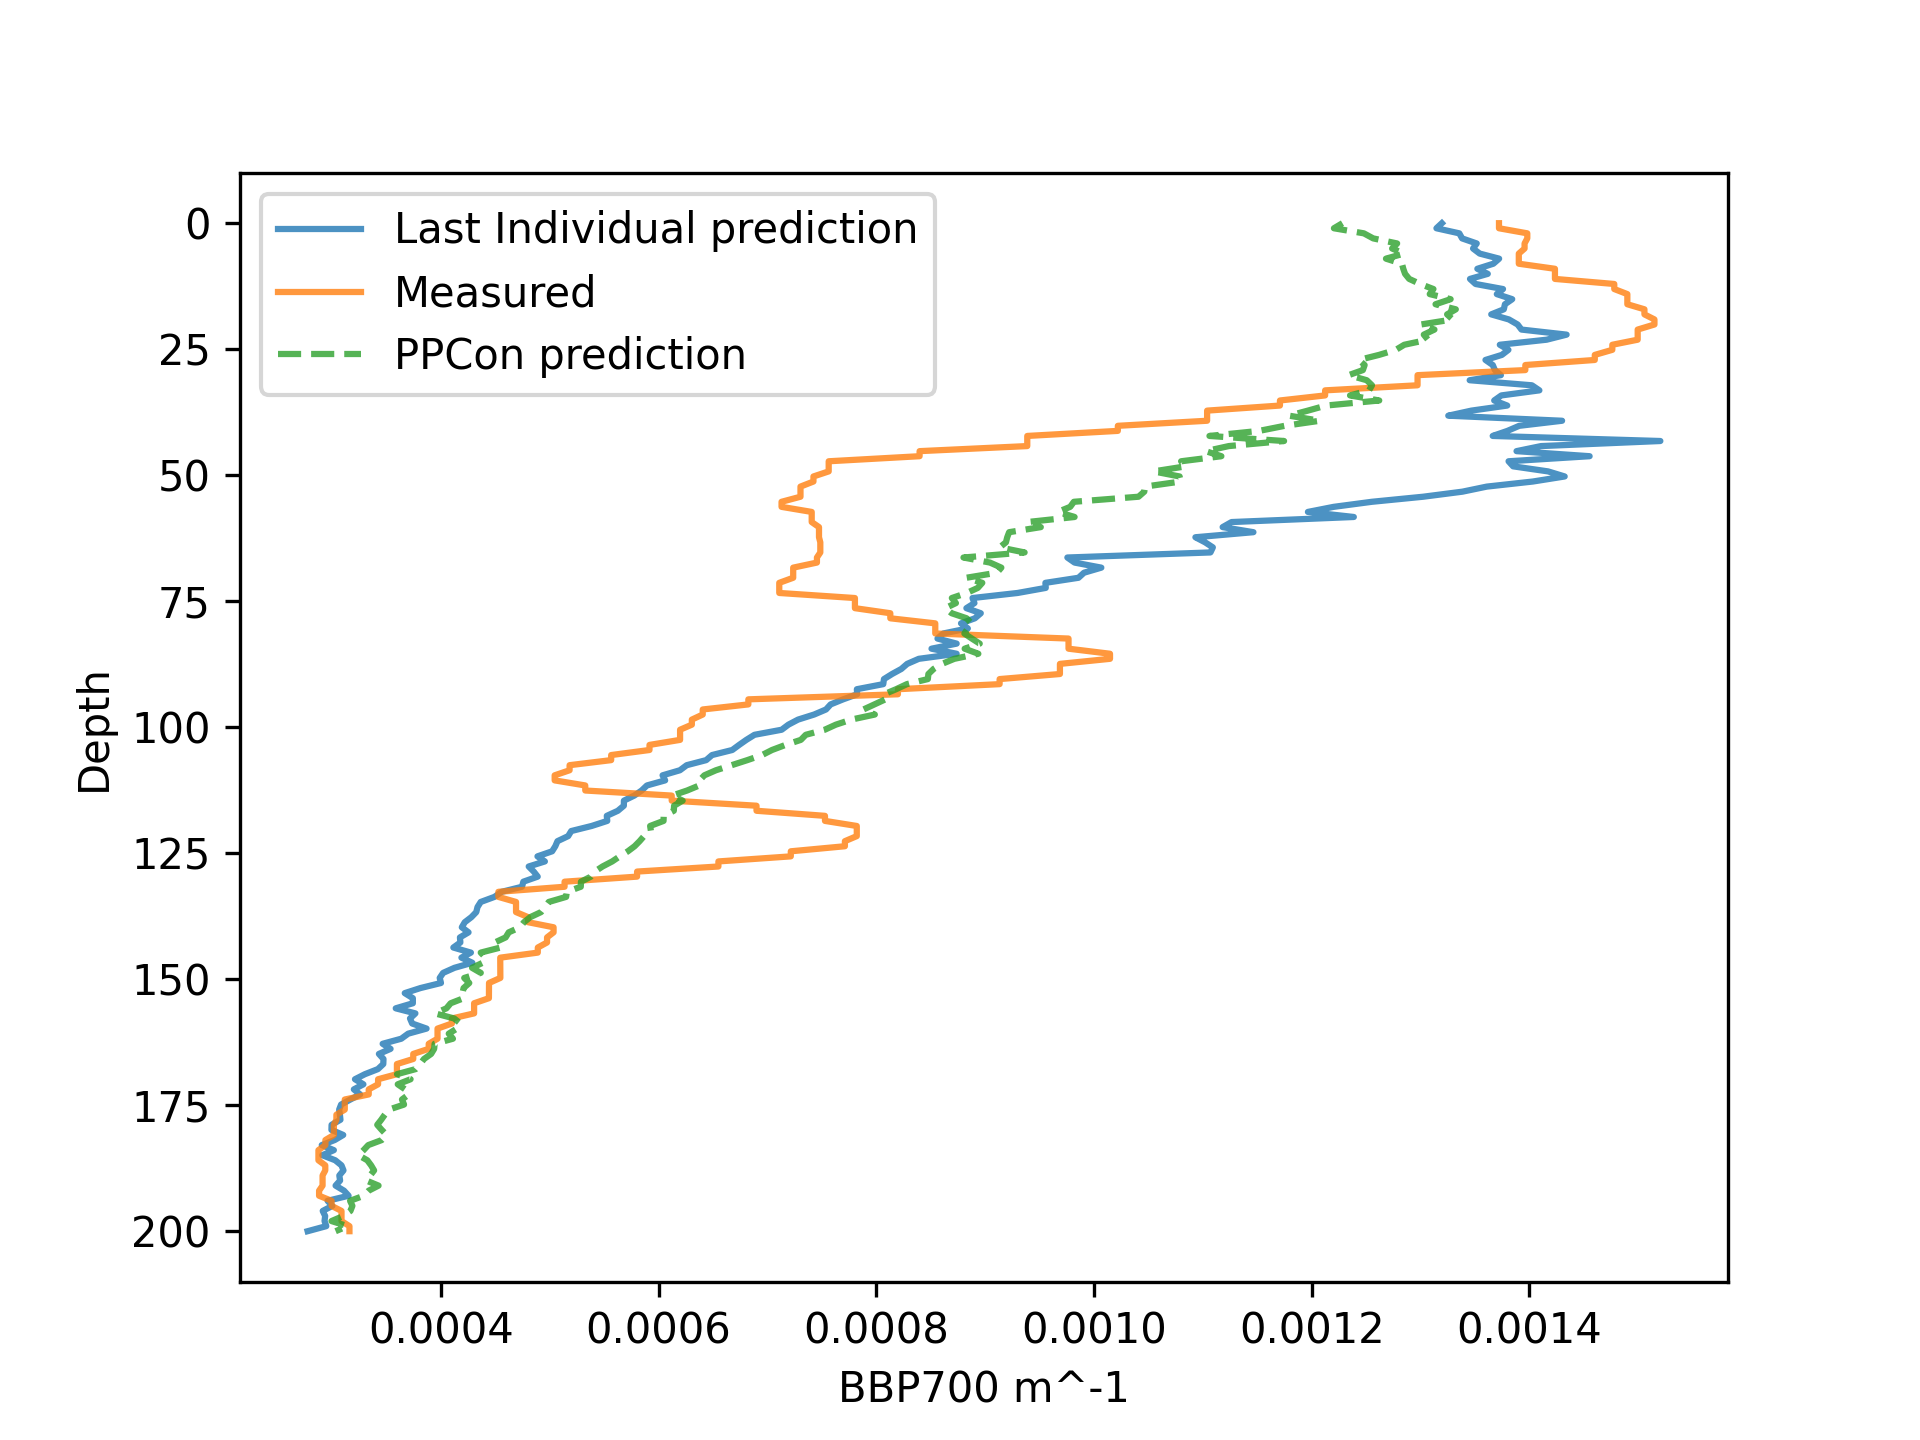 Last Individual prediction
Measured
PPCon prediction
0
25
50
75
100
125
150
175
200
Depth
0.0004 0.0006 0.0008 0.0010 0.0012 0.0014
BBP700 m^-1